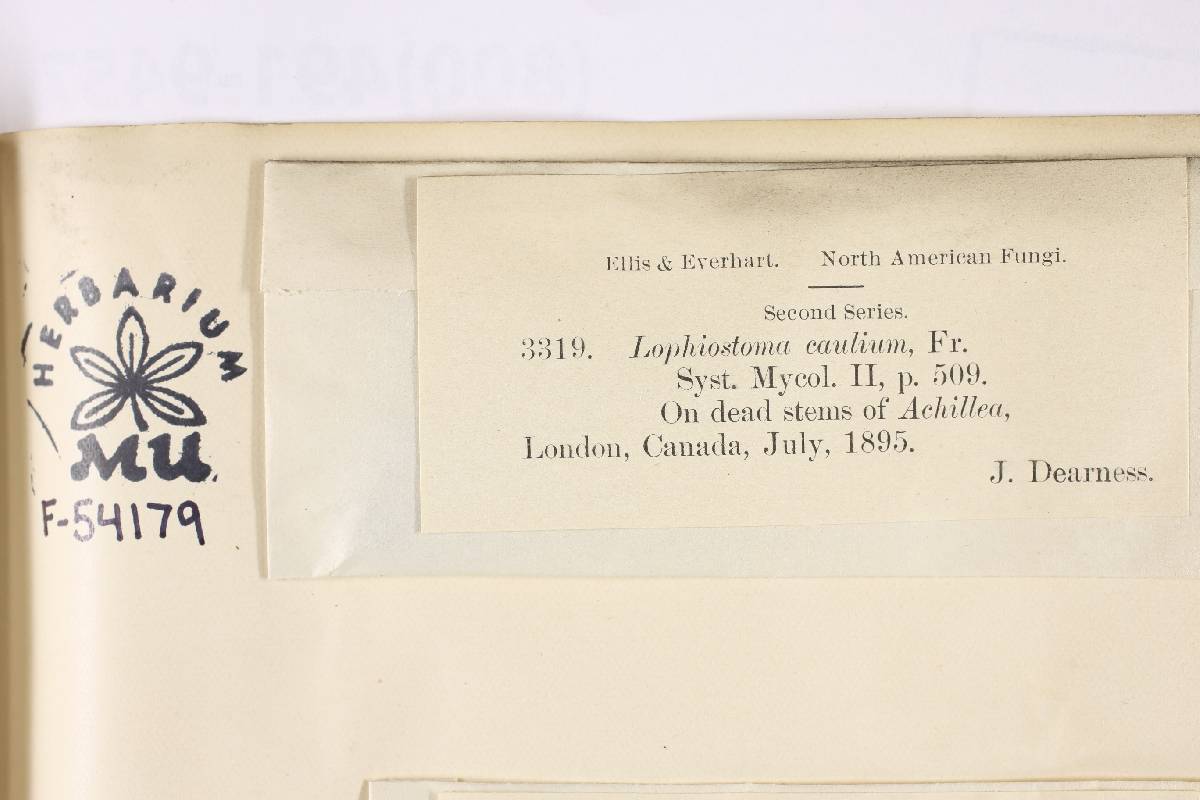 HERBARIUM
MU
F-54179
Ellis & Everhart. North American Fungi.
Second Series.
3319. Lophiostoma caulium, Fr.
Syst. Mycol. II, p. 509.
On dead stems of Achillea,
London, Canada, July, 1895.
J. Dearness.